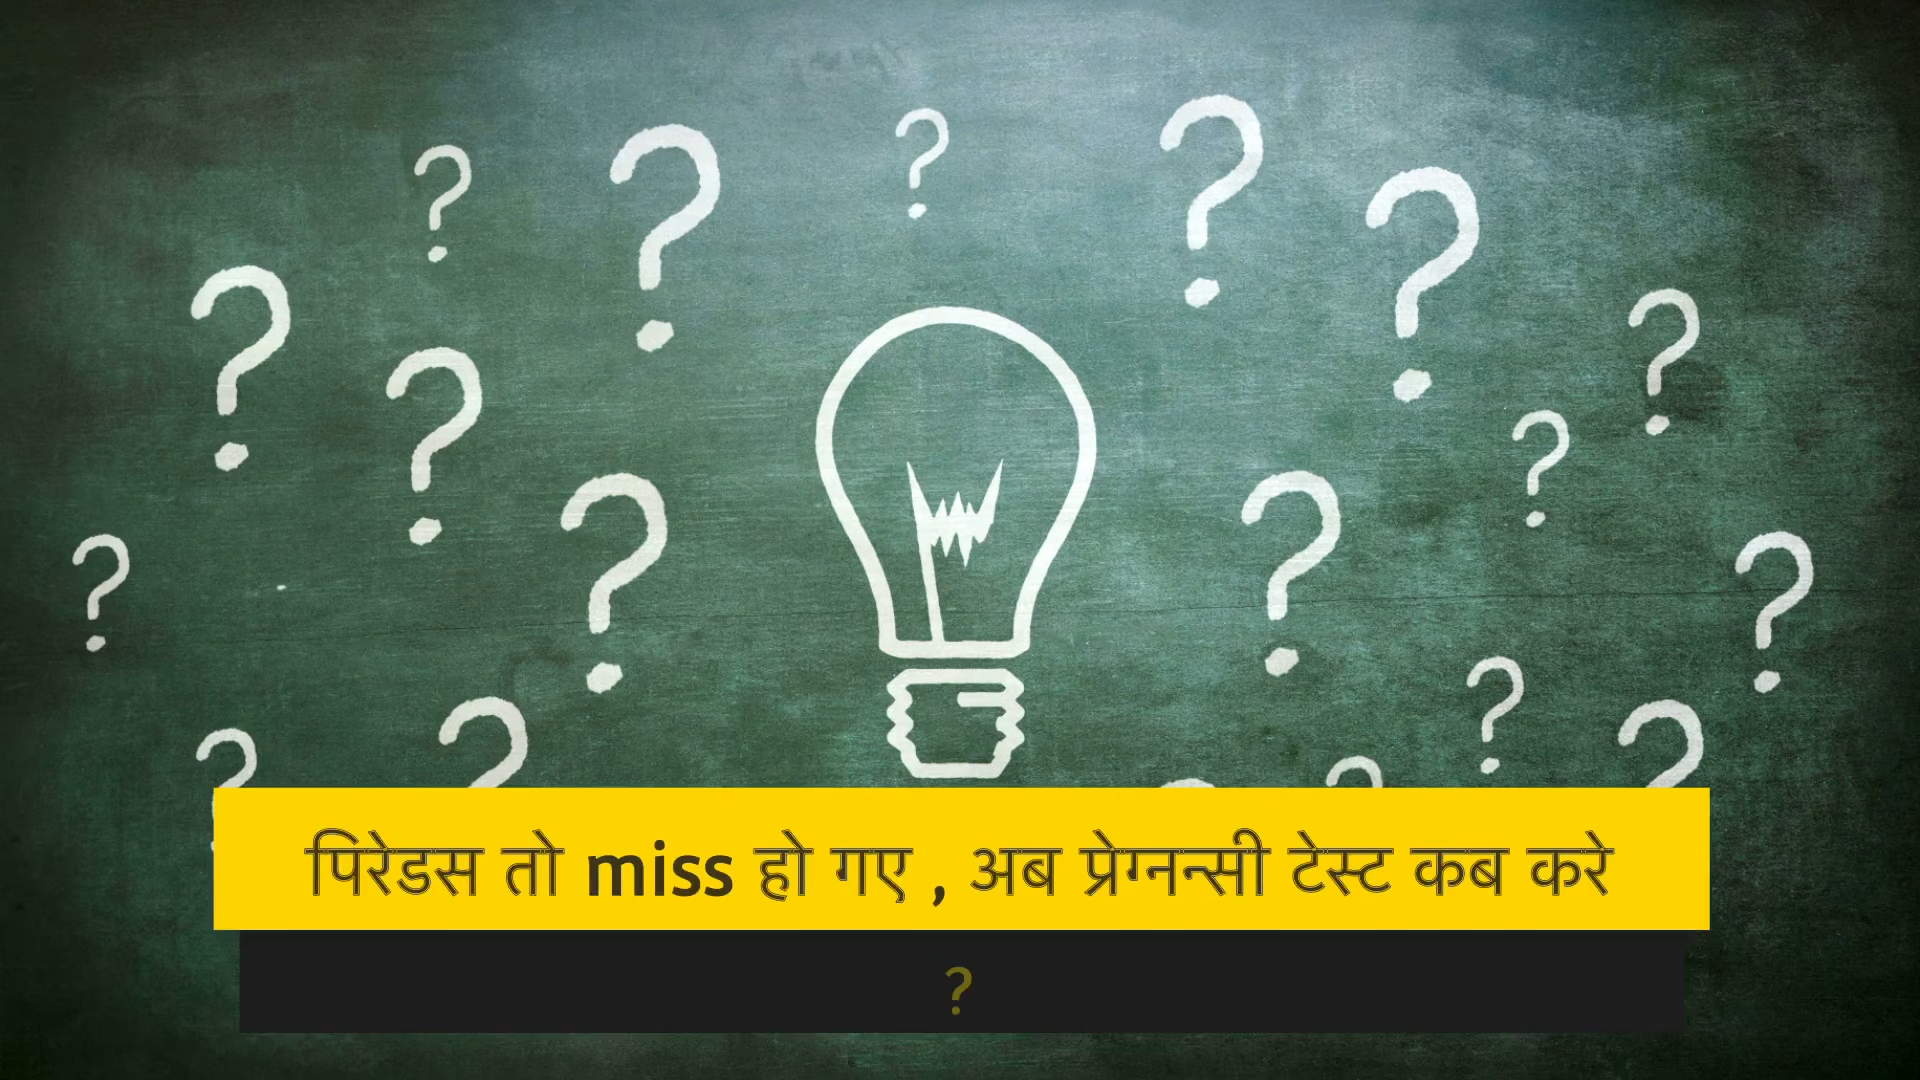 पिरेडस तो miss हो गए , अब प्रेग्नन्सी टेस्ट कब करे
?